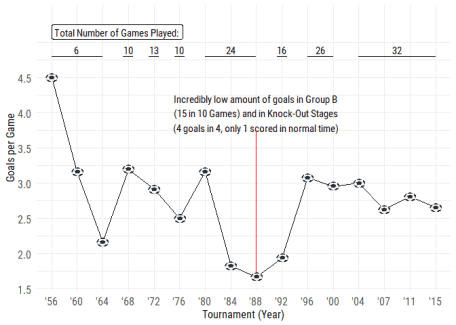 Total Number of Games Played:
6 10 13 10 24 16 26 32
Incredibly low amount of goals in Group B
(15 in 10 Games) and in Knock-Out Stages
(4 goals in 4, only 1 scored in normal time)
Goals per Game
4.5
4.0
3.5
3.0
2.5
2.0
1.5
'56 '60 '64 '68 '72 '76 '80 '84 '88 '92 '96 '00 '04 '07 '11 '15
Tournament (Year)